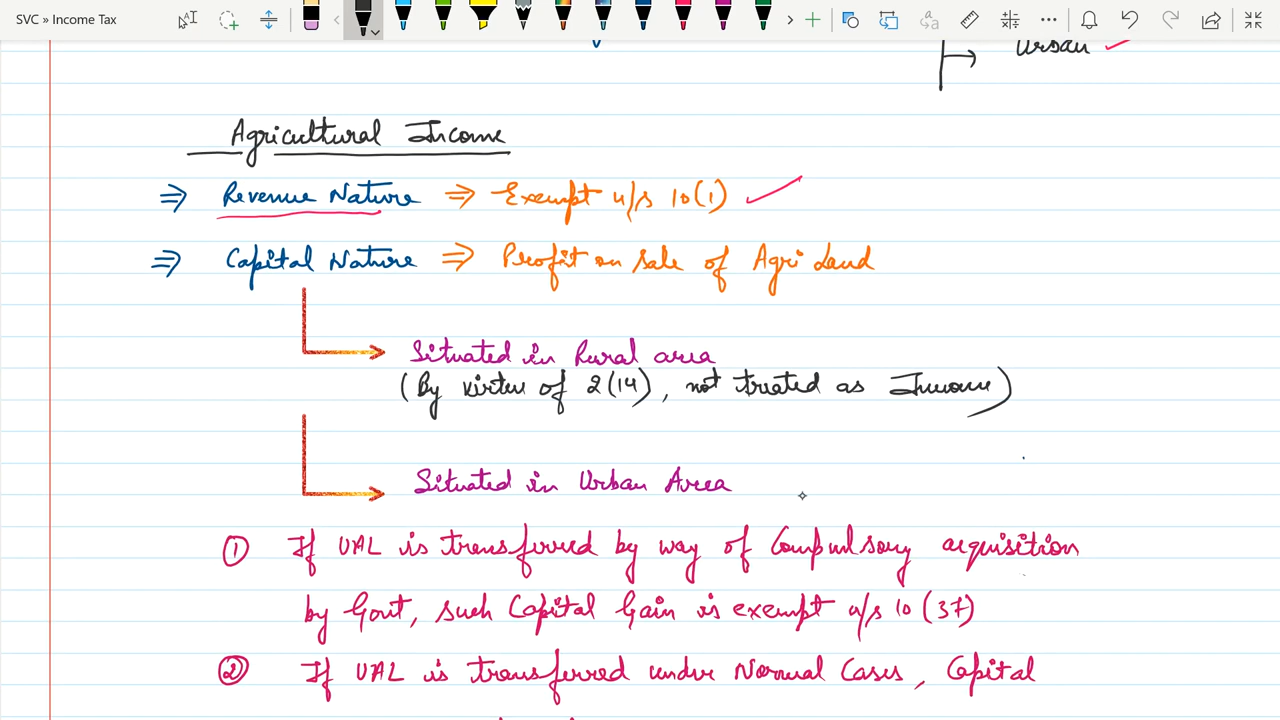 SVC » Income Tax
Urban
Agricultural Income
⇒ Revenue Nature ⇒ Exempt u/s 10(1)
⇒ Capital Nature ⇒ Profit on sale of Agri Land
Situated in Rural area
(By virtue of 2(14), not treated as Income)
Situated in Urban Area
① If UAL is transferred by way of Compulsory acquisition
by Govt, such Capital Gain is exempt u/s 10(37)
② If UAL is transferred under Normal Cases, Capital